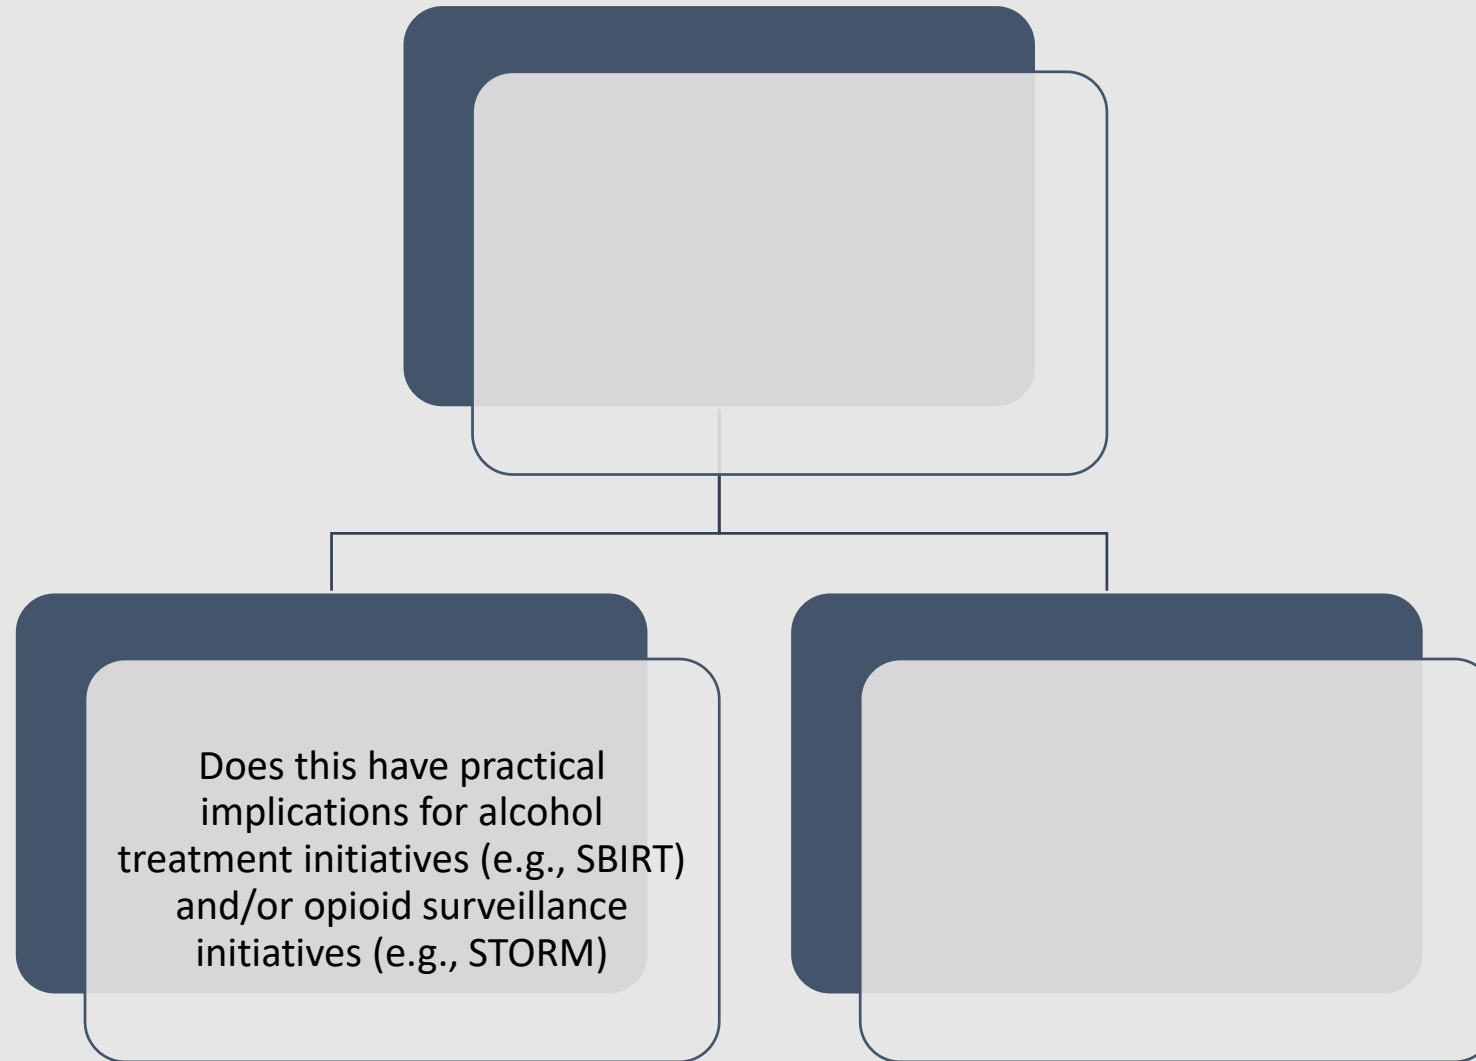 Does this have practical
implications for alcohol
treatment initiatives (e.g., SBIRT)
and/or opioid surveillance
initiatives (e.g., STORM)